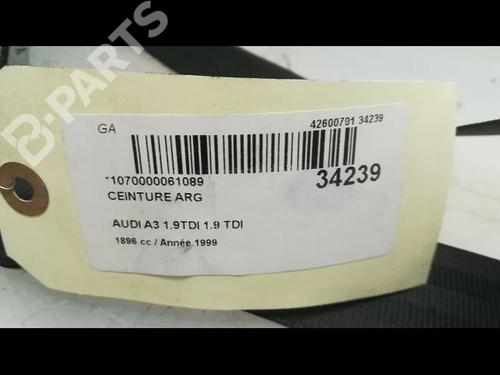 B-PARTS
GA
42600701 34239
*1070000061089
34239
CEINTURE ARG
AUDI A3 1.9TDI 1.9 TDI
1896 cc / Année 1999